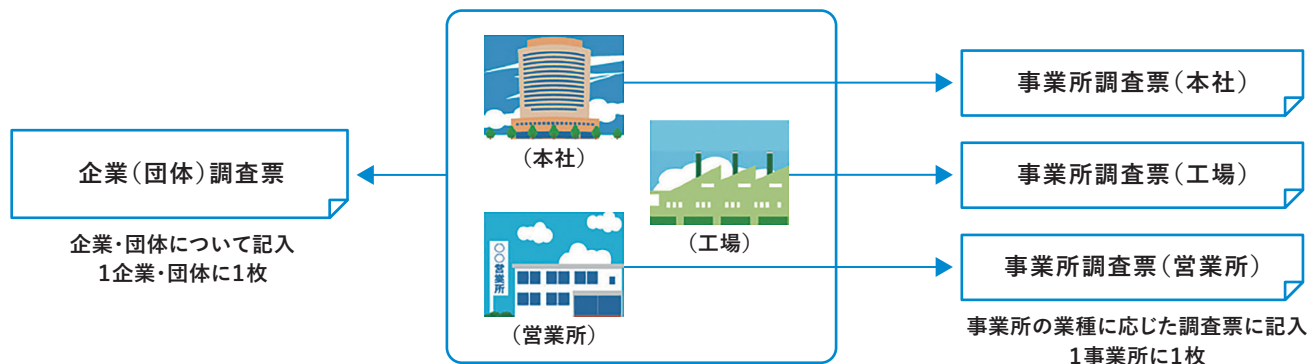 企業（団体）調査票
企業・団体について記入
1企業・団体に1枚
（本社）
（工場）
〇〇営業所
（営業所）
事業所調査票（本社）
事業所調査票（工場）
事業所調査票（営業所）
事業所の業種に応じた調査票に記入
1事業所に1枚